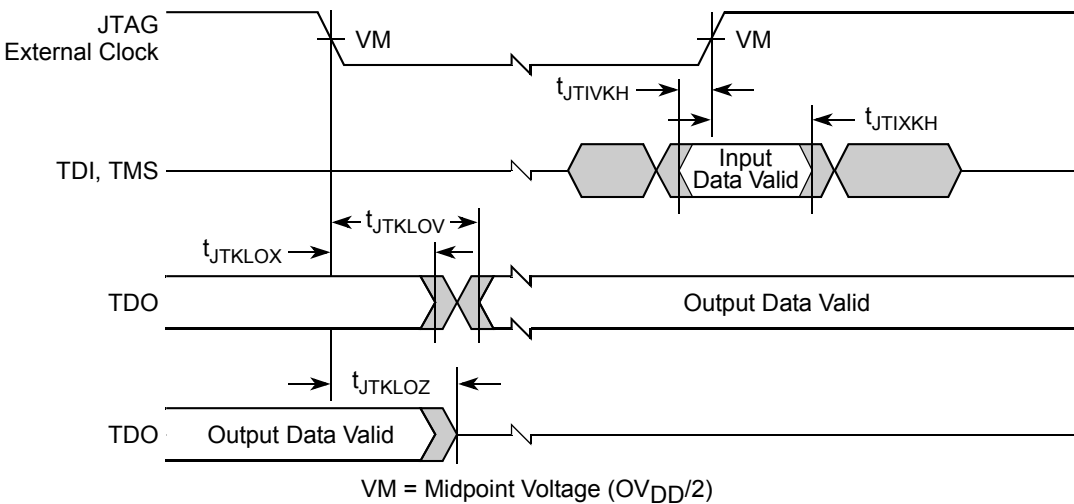 JTAG
External Clock
VM
VM
tJTIVKH
tJTIXKH
TDI, TMS
Input
Data Valid
tJTKLOV
tJTKLOX
TDO
Output Data Valid
tJTKLOZ
TDO
Output Data Valid
VM = Midpoint Voltage (OVDD/2)